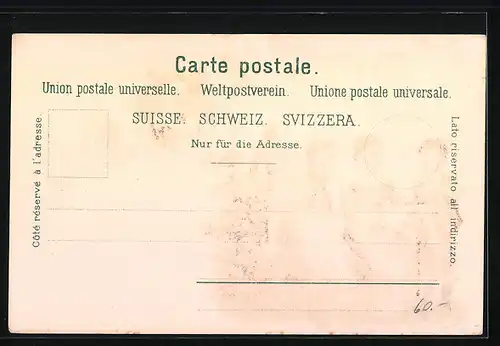 Carte postale.
Union postale universelle. Weltpostverein. Unione postale universale.
SUISSE. SCHWEIZ. SVIZZERA.
Nur für die Adresse.
Côté réservé à l'adresse.
Lato riservato all' indirizzo.
60.-